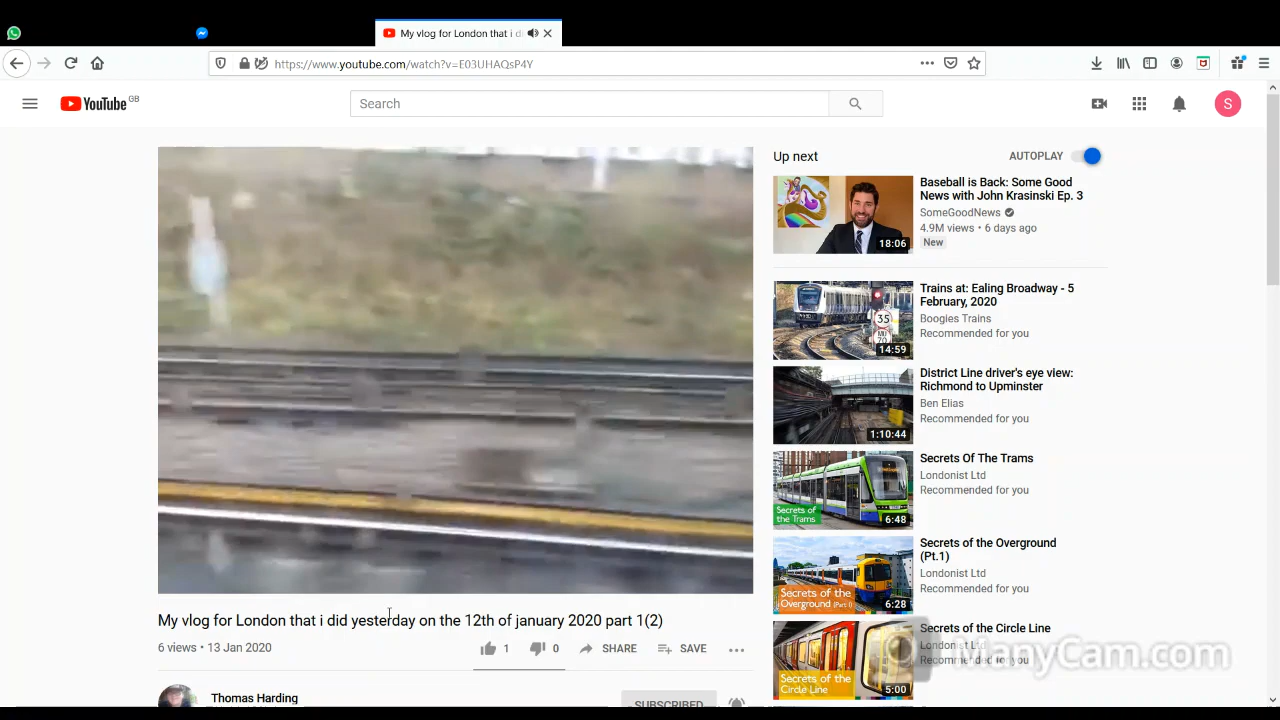 My vlog for London that i d
https://www.youtube.com/watch?v=E03UHAQsP4Y
YouTube GB
Search
S
Up next
AUTOPLAY
Baseball is Back: Some Good
News with John Krasinski Ep. 3
SomeGoodNews
4.9M views • 6 days ago
New
18:06
Trains at: Ealing Broadway - 5
February, 2020
Boogies Trains
Recommended for you
35
14:59
District Line driver's eye view:
Richmond to Upminster
Ben Elias
Recommended for you
1:10:44
Secrets Of The Trams
Londonist Ltd
Recommended for you
Secrets of
the Trams
6:48
Secrets of the Overground
(Pt.1)
Londonist Ltd
Recommended for you
Secrets of the
Overground (Part 1)
6:28
Secrets of the Circle Line
Londonist Ltd
Recommended for you
Secrets of the
Circle Line
5:00
ManyCam.com
My vlog for London that i did yesterday on the 12th of january 2020 part 1(2)
6 views • 13 Jan 2020
1
0
SHARE
SAVE
Thomas Harding
SUBSCRIBED